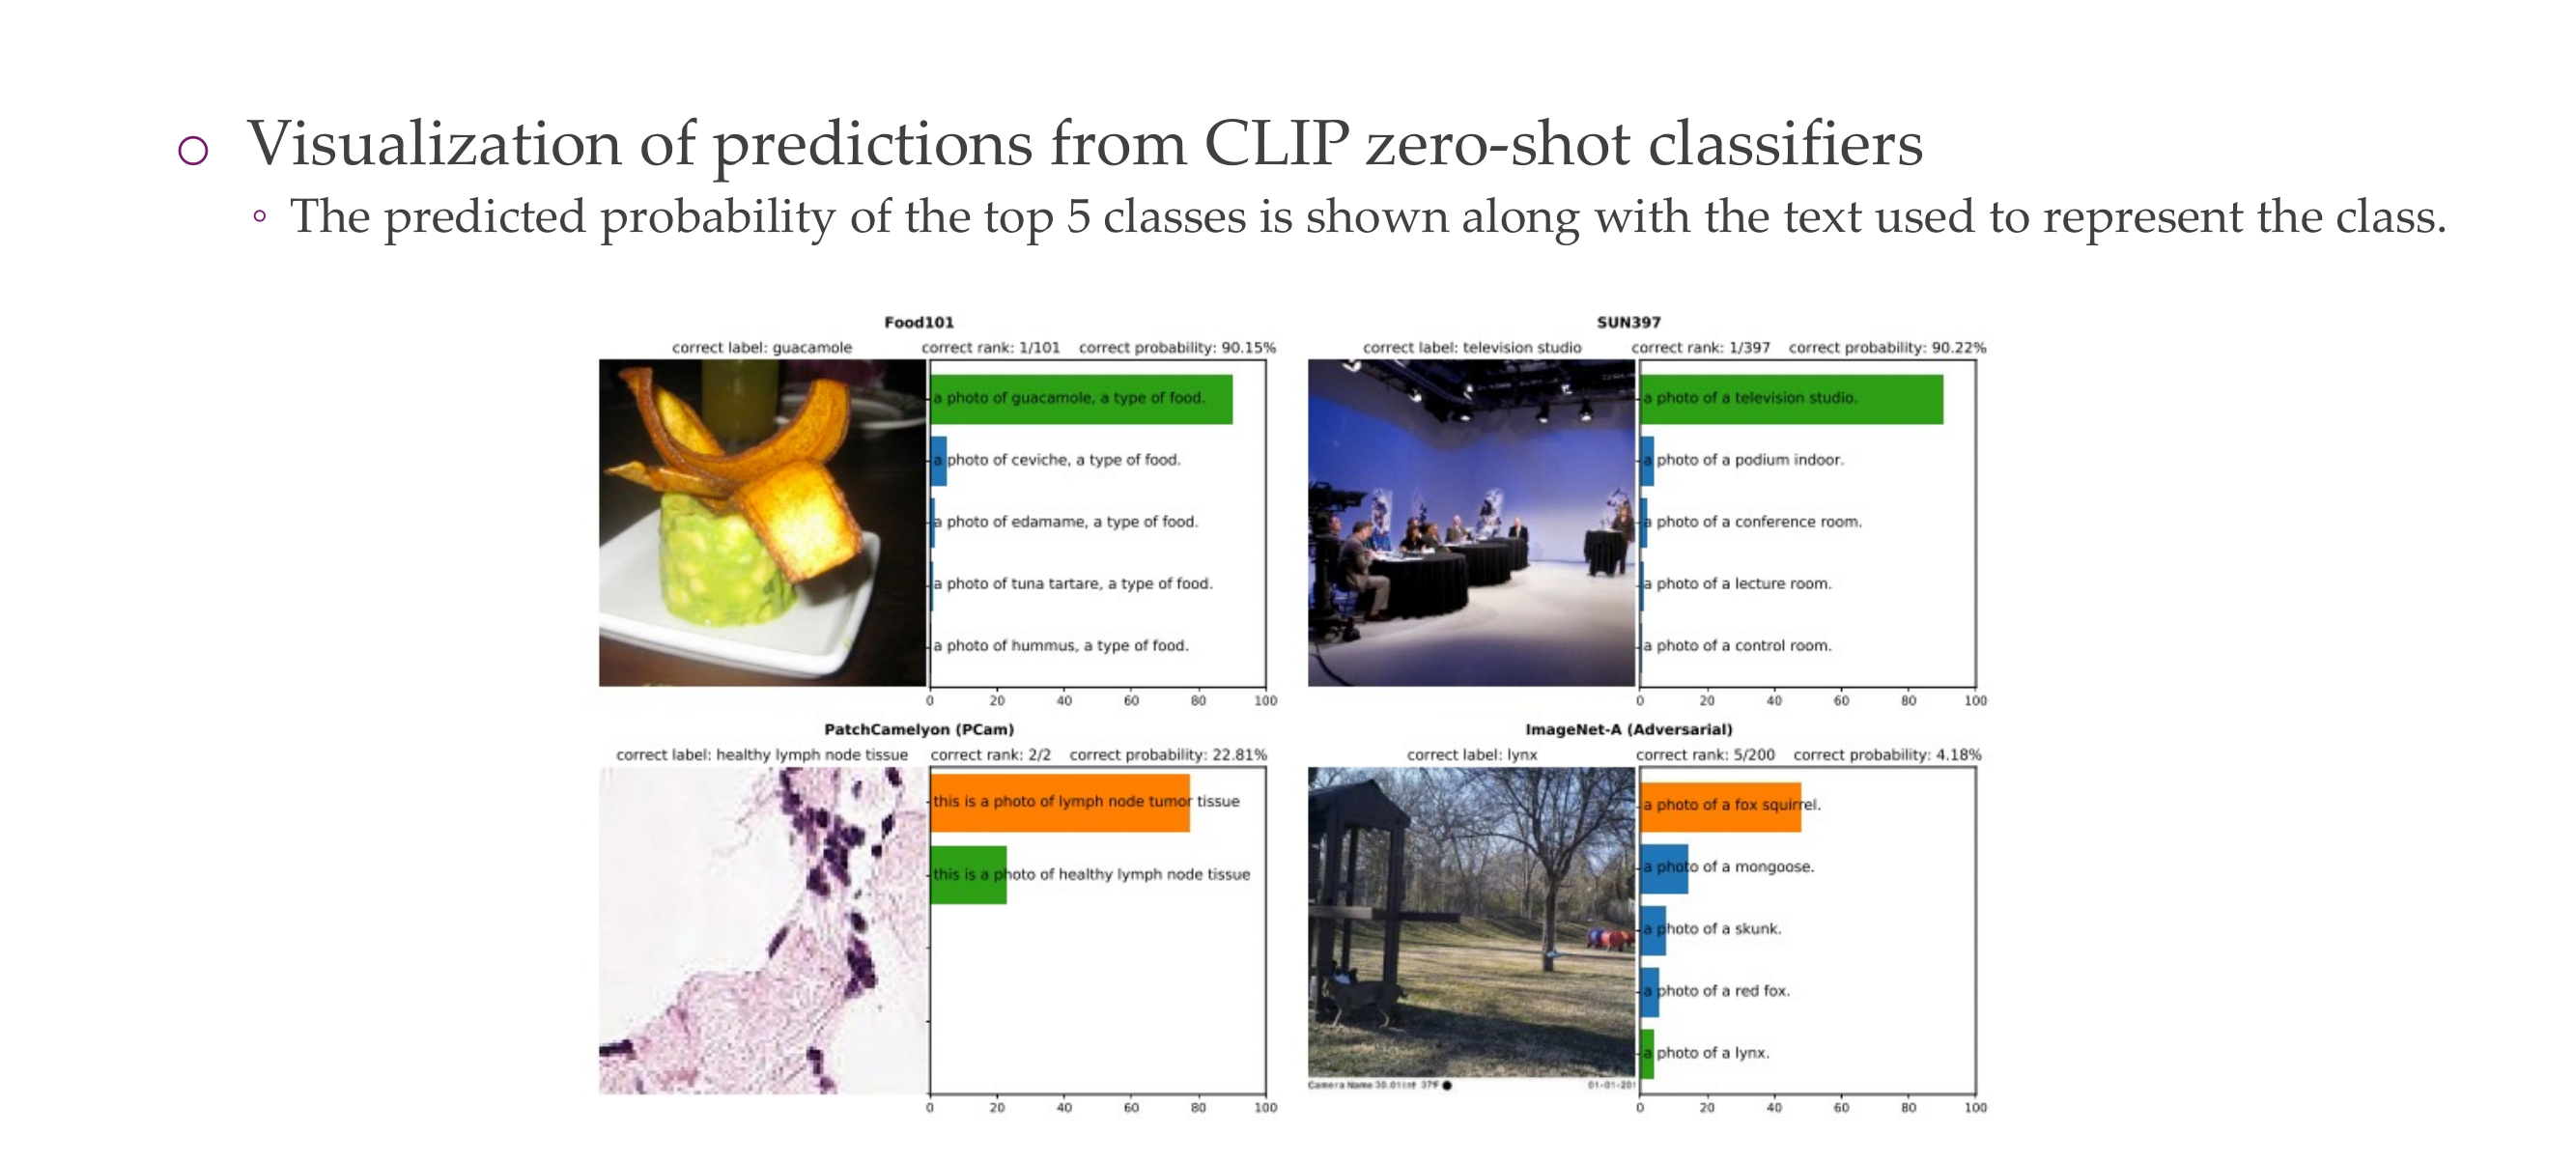 Visualization of predictions from CLIP zero-shot classifiers
The predicted probability of the top 5 classes is shown along with the text used to represent the class.
Food101
correct label: guacamole correct rank: 1/101 correct probability: 90.15%
a photo of guacamole, a type of food.
a photo of ceviche, a type of food.
a photo of edamame, a type of food.
a photo of tuna tartare, a type of food.
a photo of hummus, a type of food.
0 20 40 60 80 100
SUN397
correct label: television studio correct rank: 1/397 correct probability: 90.22%
a photo of a television studio.
a photo of a podium indoor.
a photo of a conference room.
a photo of a lecture room.
a photo of a control room.
0 20 40 60 80 100
PatchCamelyon (PCam)
correct label: healthy lymph node tissue correct rank: 2/2 correct probability: 22.81%
this is a photo of lymph node tumor tissue
this is a photo of healthy lymph node tissue
0 20 40 60 80 100
ImageNet-A (Adversarial)
correct label: lynx correct rank: 5/200 correct probability: 4.18%
a photo of a fox squirrel.
a photo of a mongoose.
a photo of a skunk.
a photo of a red fox.
a photo of a lynx.
Camera Name 37°F 01-01-201
0 20 40 60 80 100